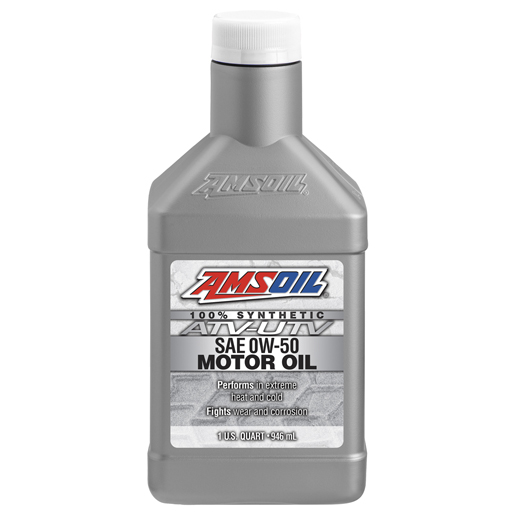 AMSOIL®
AMSOIL®
100% SYNTHETIC
ATV-UTV
SAE 0W-50
MOTOR OIL
Performs in extreme
heat and cold
Fights wear and corrosion
1 U.S. QUART • 946 mL